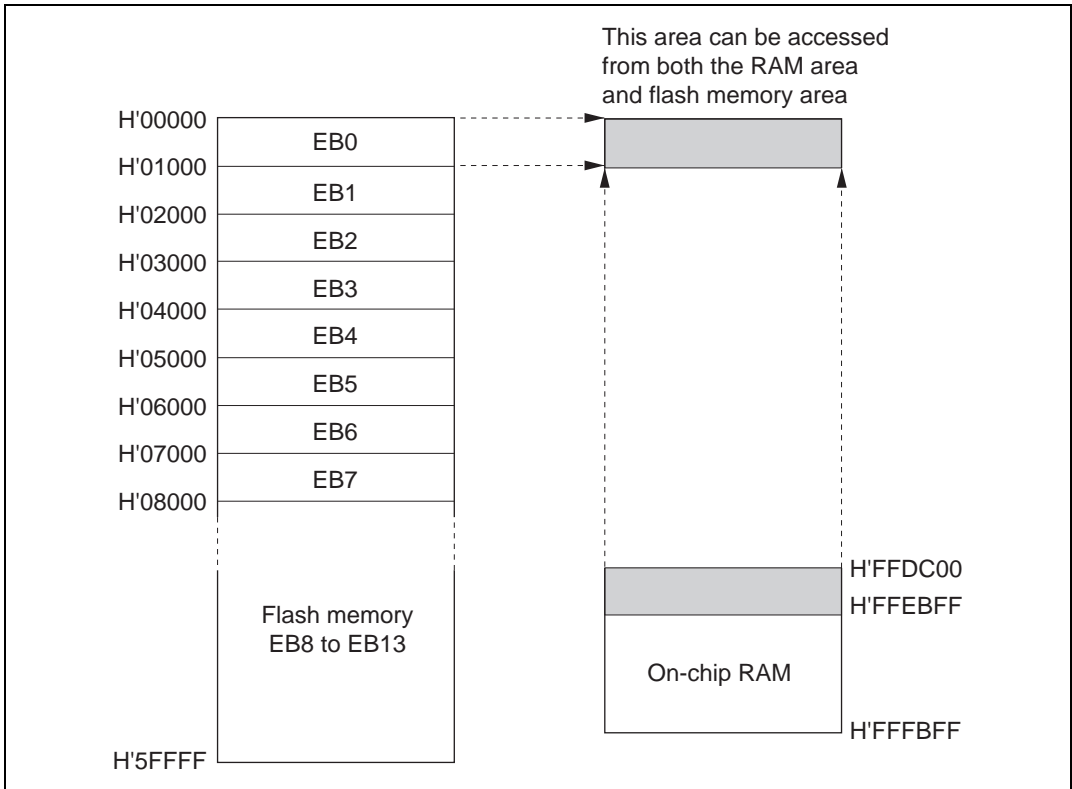 This area can be accessed
from both the RAM area
and flash memory area
H'00000
EB0
H'01000
EB1
H'02000
EB2
H'03000
EB3
H'04000
EB4
H'05000
EB5
H'06000
EB6
H'07000
EB7
H'08000
Flash memory
EB8 to EB13
H'5FFFF
H'FFDC00
H'FFEBFF
On-chip RAM
H'FFFBFF